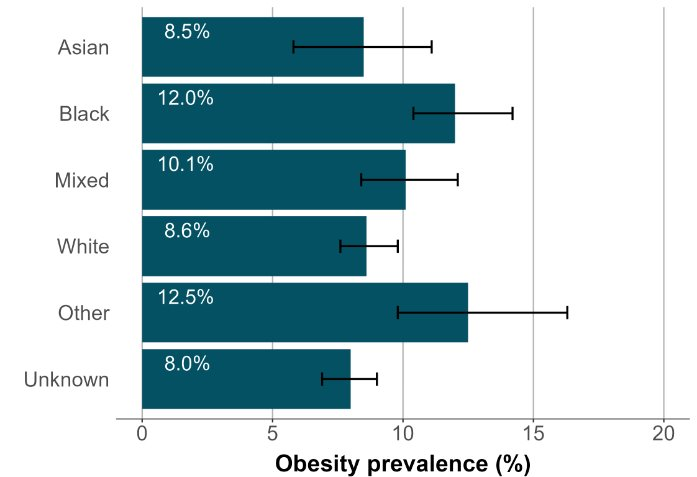 Asian 8.5%
Black 12.0%
Mixed 10.1%
White 8.6%
Other 12.5%
Unknown 8.0%
0 5 10 15 20
Obesity prevalence (%)